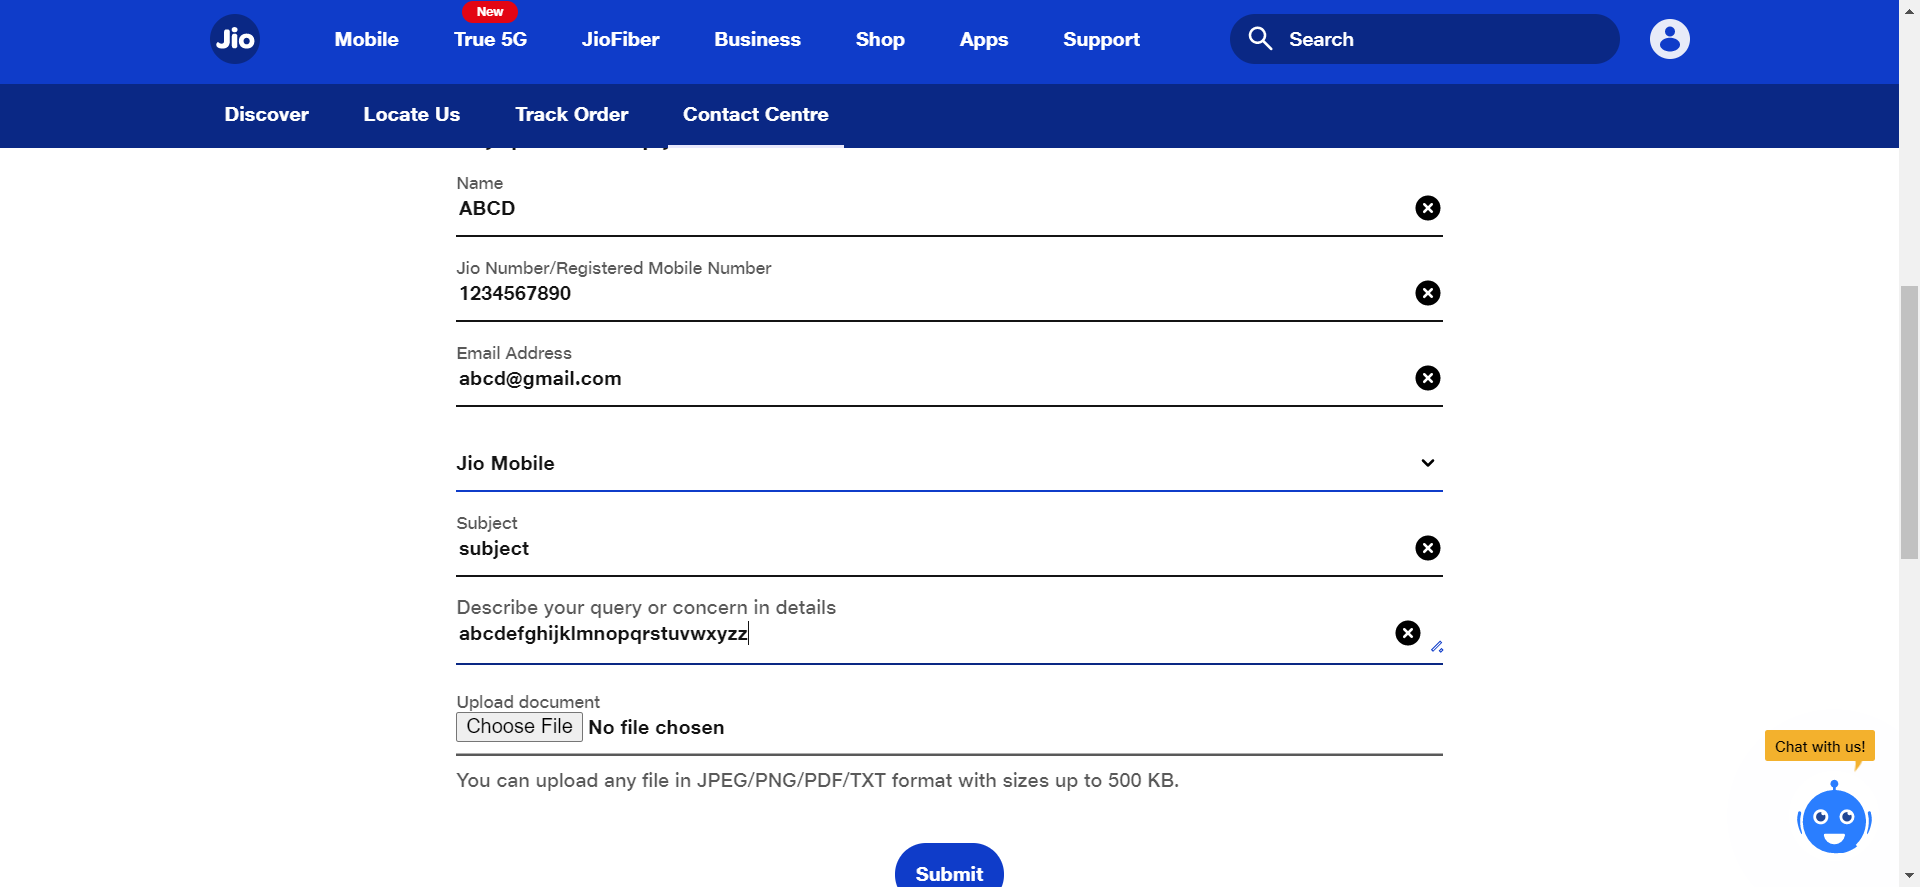 New
Jio Mobile True 5G JioFiber Business Shop Apps Support Search
Discover Locate Us Track Order Contact Centre
Name
ABCD
Jio Number/Registered Mobile Number
1234567890
Email Address
abcd@gmail.com
Jio Mobile
Subject
subject
Describe your query or concern in details
abcdefghijklmnopqrstuvwxyzz
Upload document
Choose File No file chosen
You can upload any file in JPEG/PNG/PDF/TXT format with sizes up to 500 KB.
Chat with us!
Submit